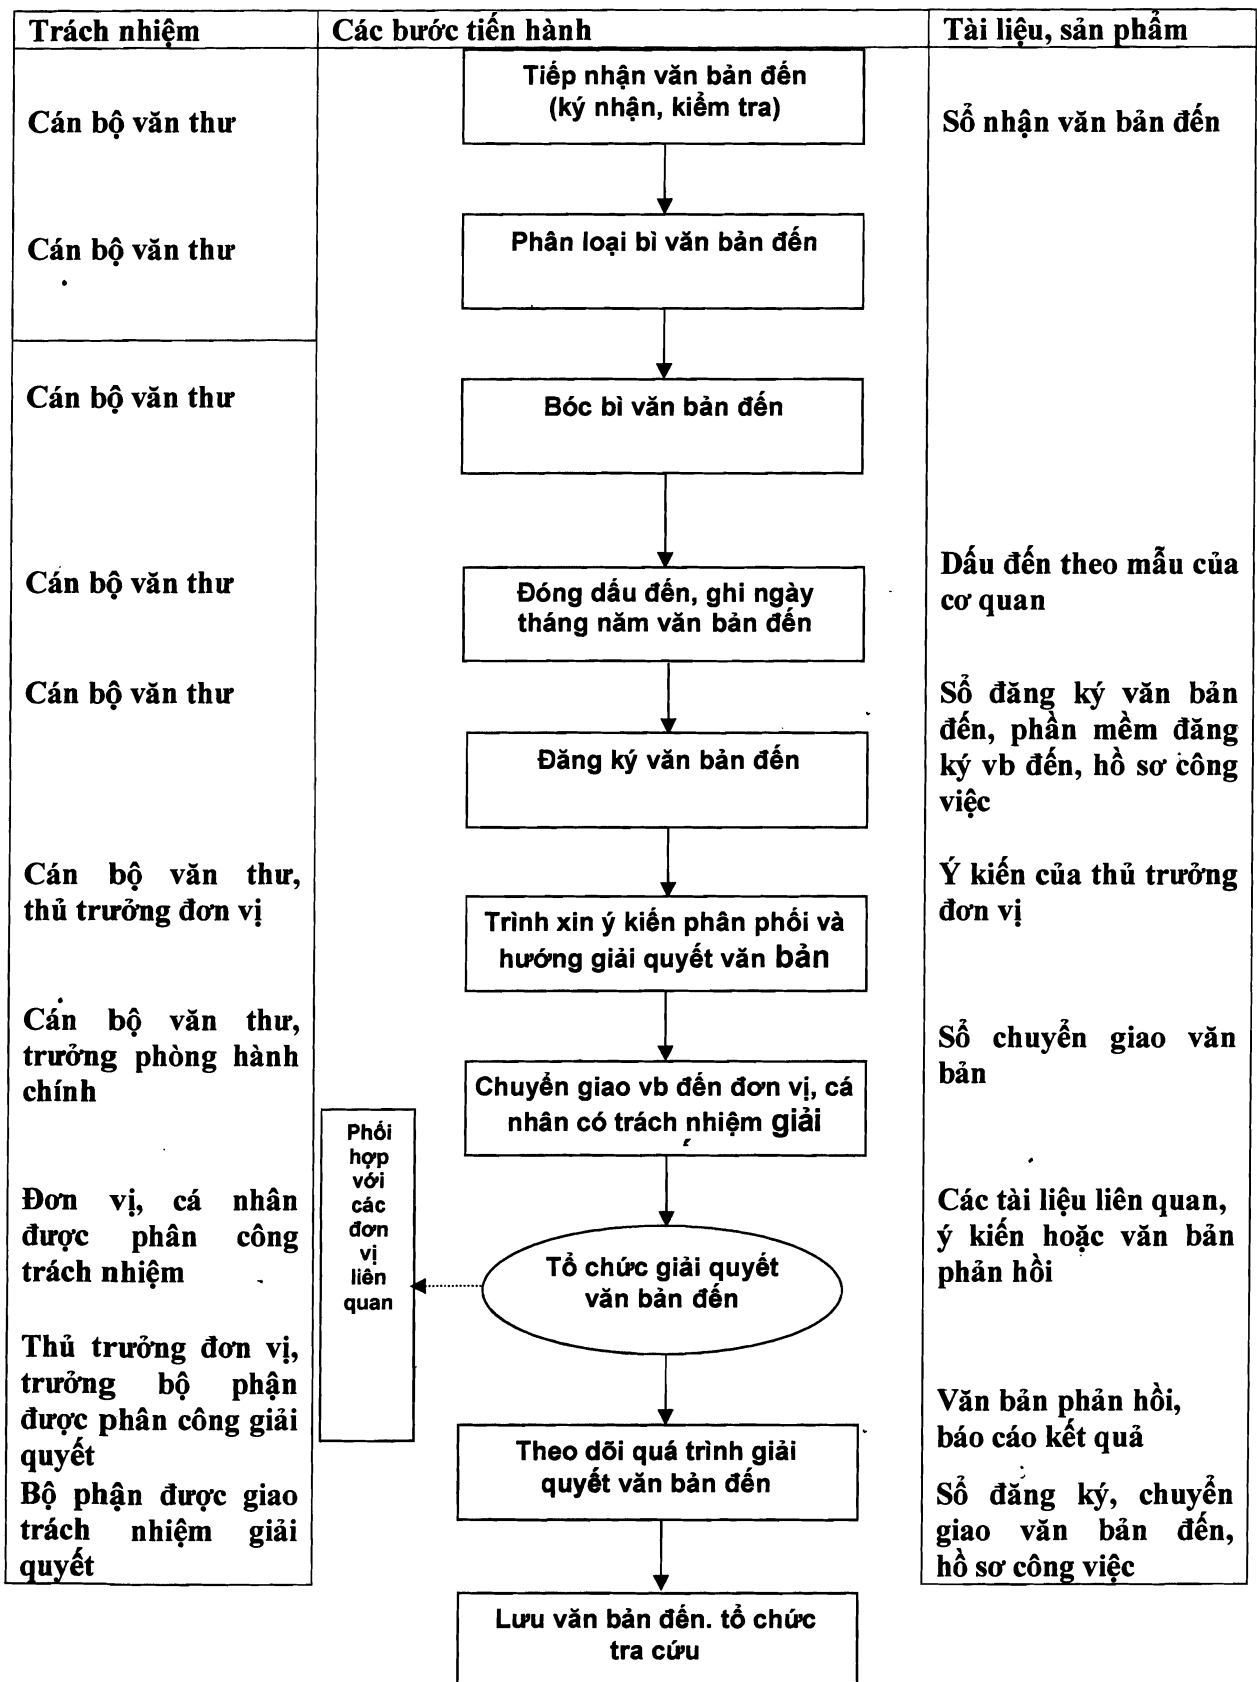 Trách nhiệm
Các bước tiến hành
Tài liệu, sản phẩm
Tiếp nhận văn bản đến
(ký nhận, kiểm tra)
Cán bộ văn thư
Sổ nhận văn bản đến
Phân loại bì văn bản đến
Cán bộ văn thư
Bóc bì văn bản đến
Cán bộ văn thư
Đóng dấu đến, ghi ngày
tháng năm văn bản đến
Cán bộ văn thư
Dấu đến theo mẫu của
cơ quan
Cán bộ văn thư
Đăng ký văn bản đến
Sổ đăng ký văn bản
đến, phần mềm đăng
ký vb đến, hồ sơ công
việc
Cán bộ văn thư,
thủ trưởng đơn vị
Trình xin ý kiến phân phối và
hướng giải quyết văn bản
Ý kiến của thủ trưởng
đơn vị
Cán bộ văn thư,
trưởng phòng hành
chính
Chuyển giao vb đến đơn vị, cá
nhân có trách nhiệm giải
Sổ chuyển giao văn
bản
Phối
hợp
với
các
đơn
vị
liên
quan
Đơn vị, cá nhân
được phân công
trách nhiệm
Tổ chức giải quyết
văn bản đến
Các tài liệu liên quan,
ý kiến hoặc văn bản
phản hồi
Thủ trưởng đơn vị,
trưởng bộ phận
được phân công giải
quyết
Theo dõi quá trình giải
quyết văn bản đến
Văn bản phản hồi,
báo cáo kết quả
Bộ phận được giao
trách nhiệm giải
quyết
Sổ đăng ký, chuyển
giao văn bản đến,
hồ sơ công việc
Lưu văn bản đến. tổ chức
tra cứu